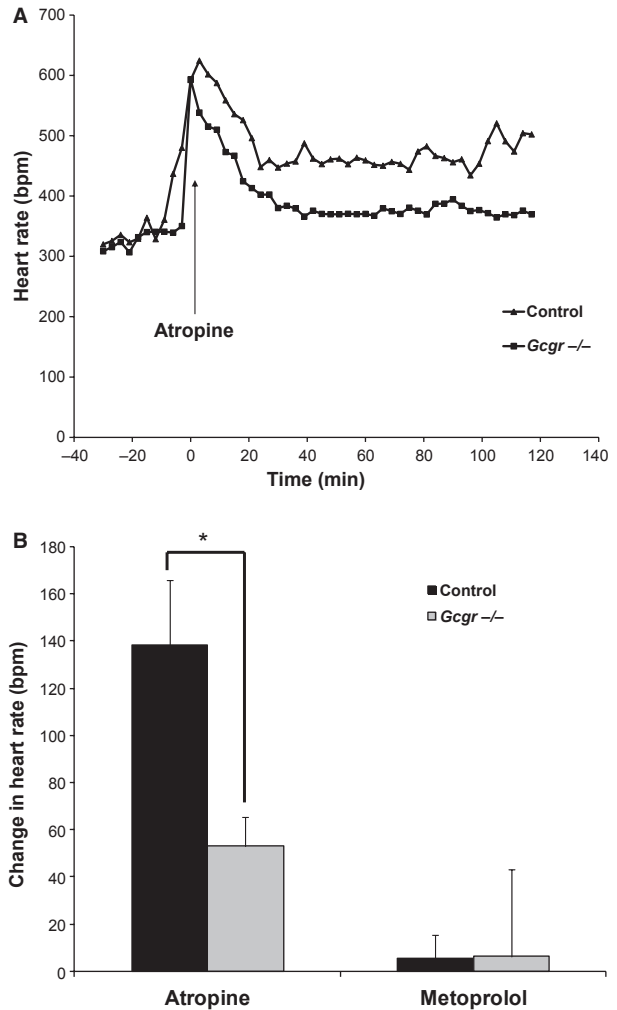 A
700
600
500
400
300
200
100
0
Heart rate (bpm)
Atropine
Control
Gcgr –/–
–40 –20 0 20 40 60 80 100 120 140
Time (min)
B
180
160
140
120
100
80
60
40
20
0
Change in heart rate (bpm)
*
Control
Gcgr –/–
Atropine Metoprolol